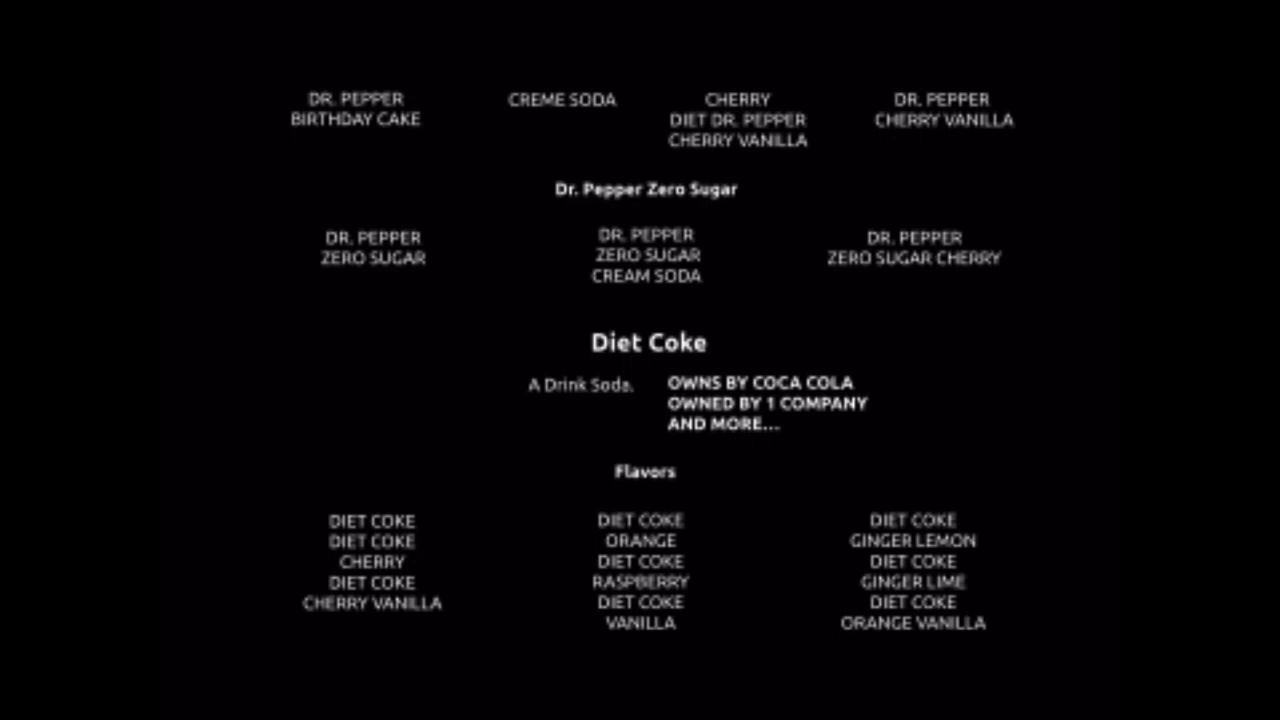 DR. PEPPER
BIRTHDAY CAKE
CREME SODA
CHERRY
DIET DR. PEPPER
CHERRY VANILLA
DR. PEPPER
CHERRY VANILLA
Dr. Pepper Zero Sugar
DR. PEPPER
ZERO SUGAR
DR. PEPPER
ZERO SUGAR
CREAM SODA
DR. PEPPER
ZERO SUGAR CHERRY
Diet Coke
A Drink Soda.
OWNS BY COCA COLA
OWNED BY 1 COMPANY
AND MORE...
Flavors
DIET COKE
DIET COKE
CHERRY
DIET COKE
CHERRY VANILLA
DIET COKE
ORANGE
DIET COKE
RASPBERRY
DIET COKE
VANILLA
DIET COKE
GINGER LEMON
DIET COKE
GINGER LIME
DIET COKE
ORANGE VANILLA